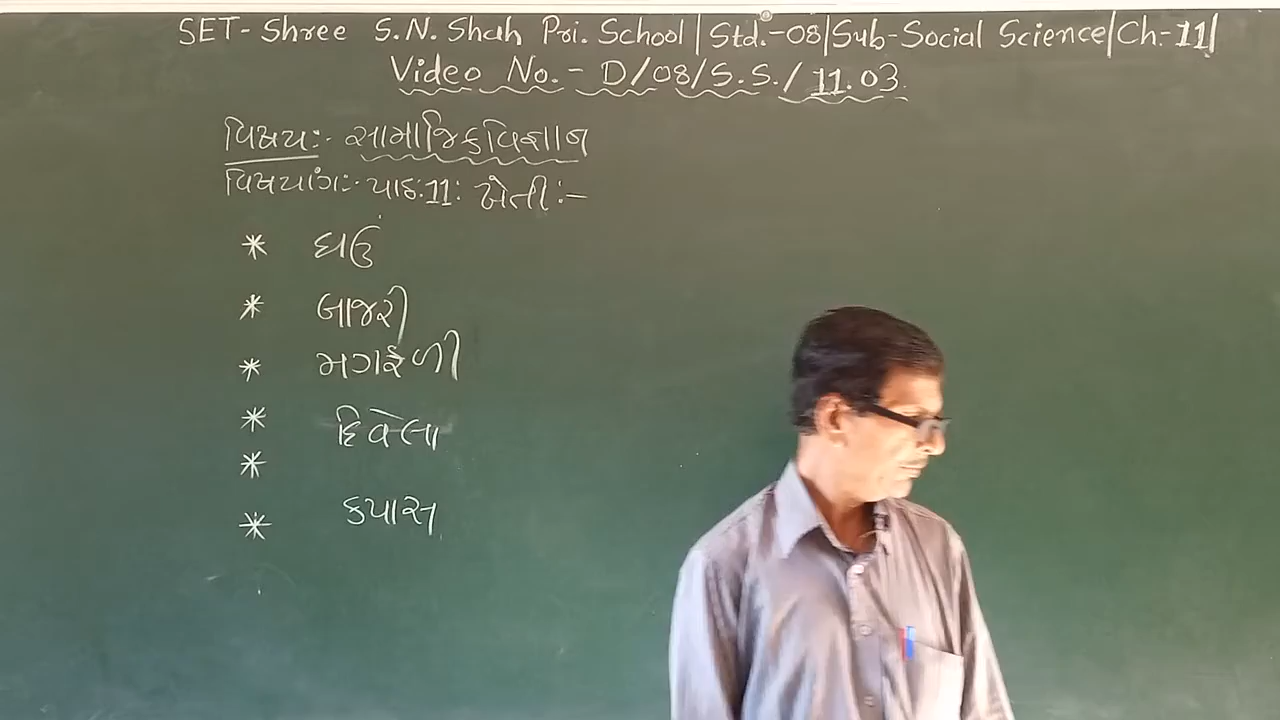 SET- Shree S.N. Shah Pri. School | Std.-08 | Sub-Social Science | Ch.-11 |
Video No. - D/08/S.S./ 11.03.
વિષય:- સામાજિક વિજ્ઞાન
વિષયાંગ:- પાઠ:11: ખેતી:-
* ઘઉં
* બાજરી
* મગફળી
* દિવેલા
*
* કપાસ